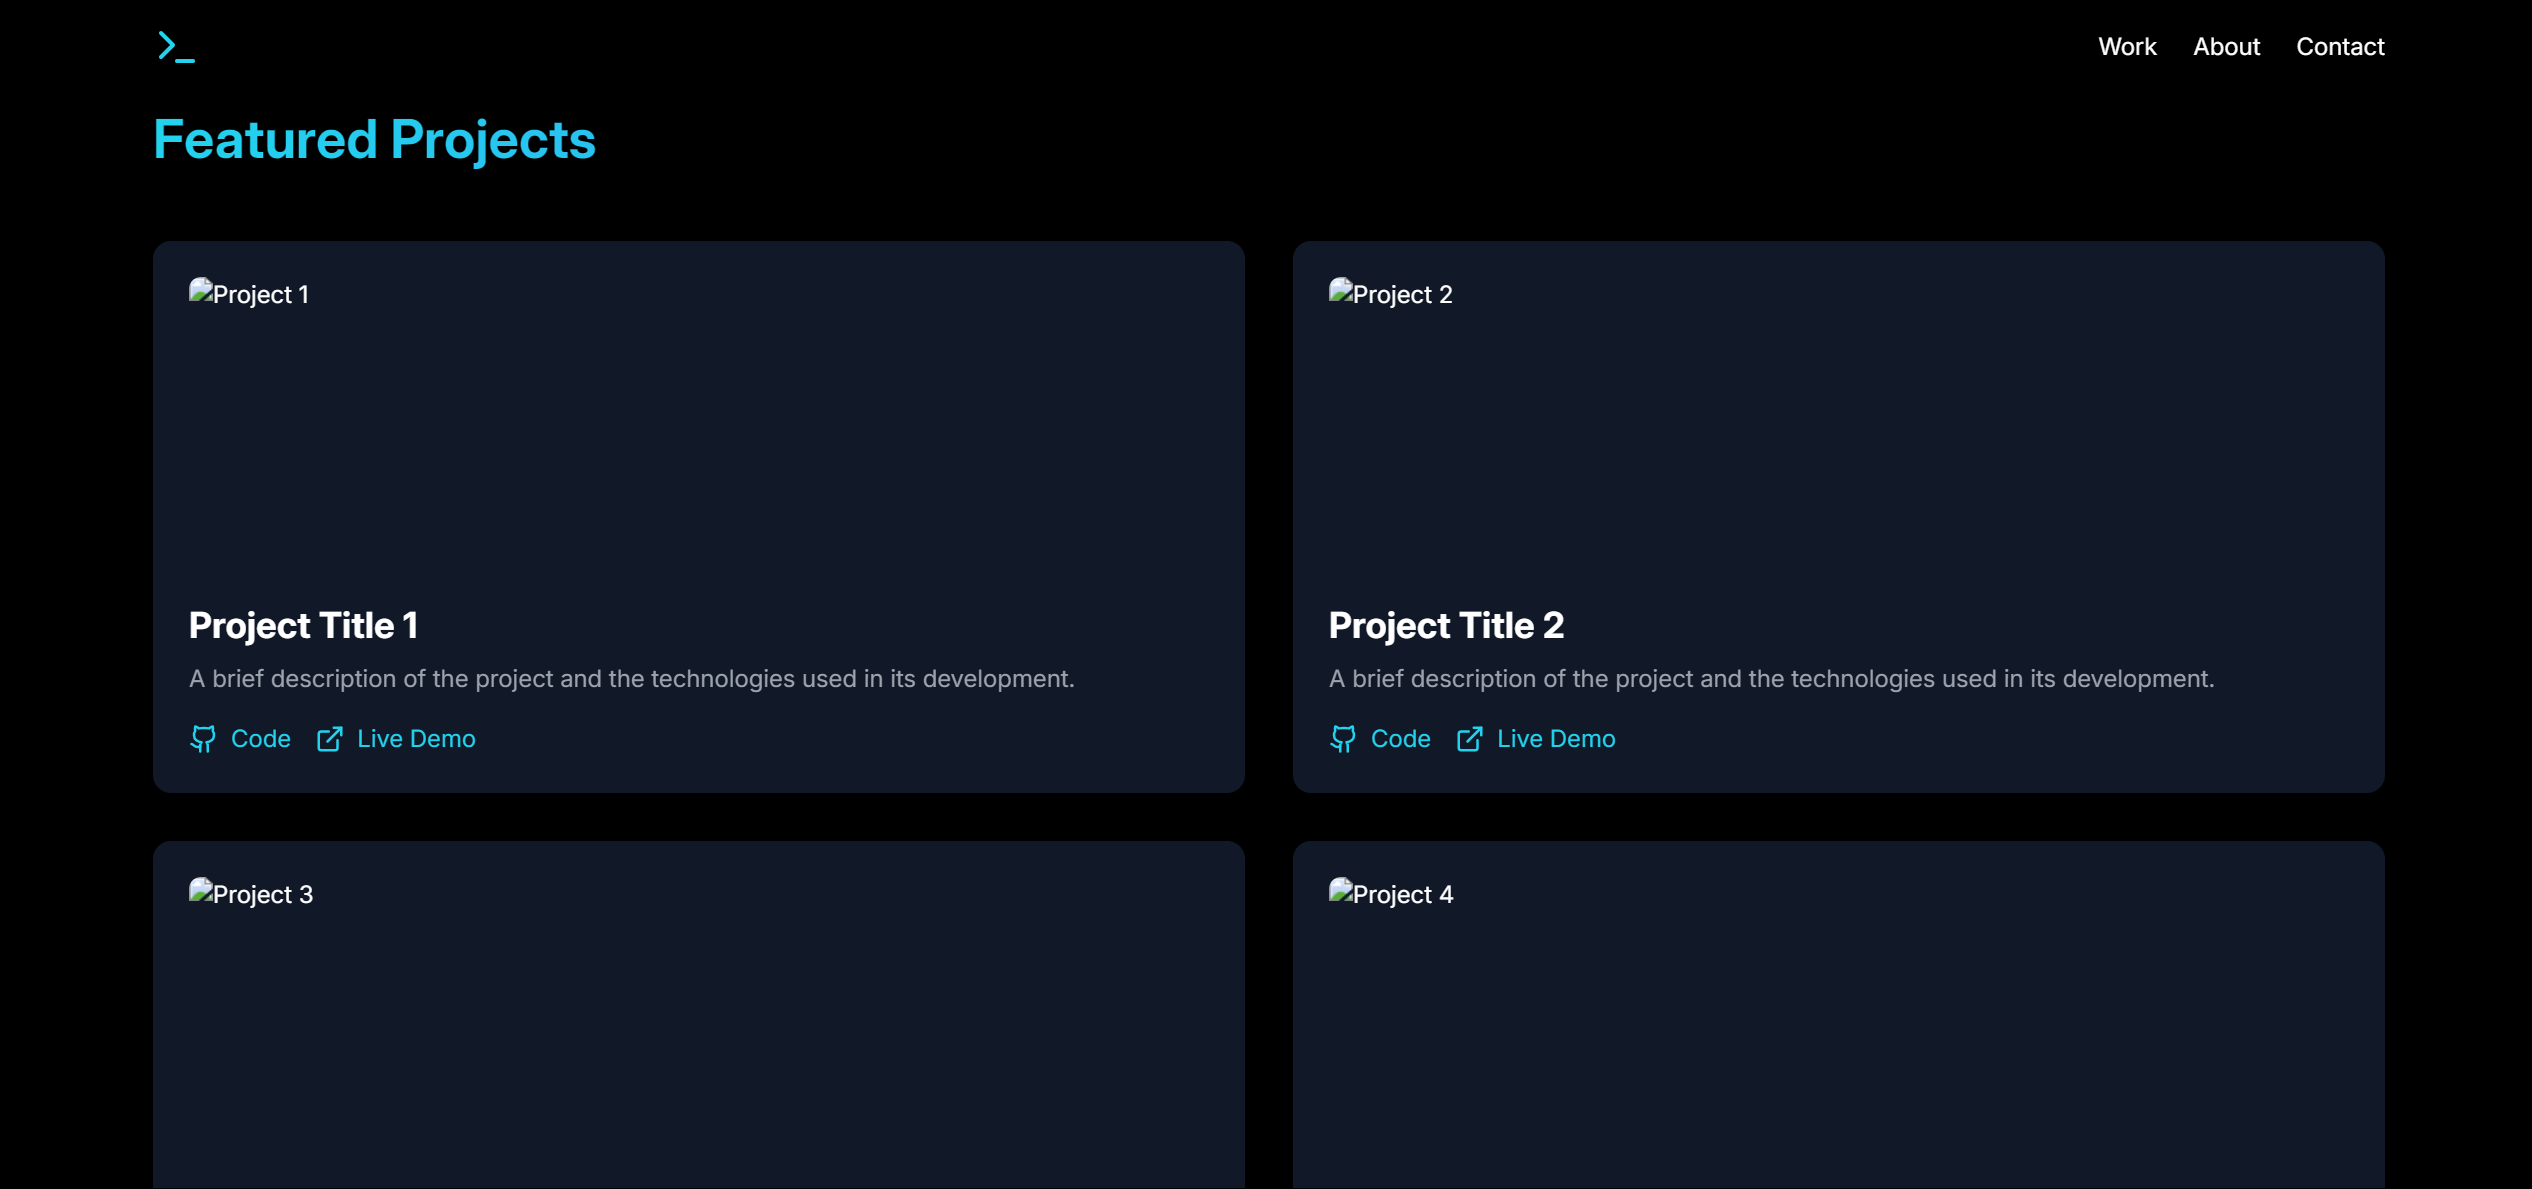 Work About Contact
Featured Projects
Project 1
Project 2
Project Title 1
A brief description of the project and the technologies used in its development.
Code Live Demo
Project Title 2
A brief description of the project and the technologies used in its development.
Code Live Demo
Project 3
Project 4